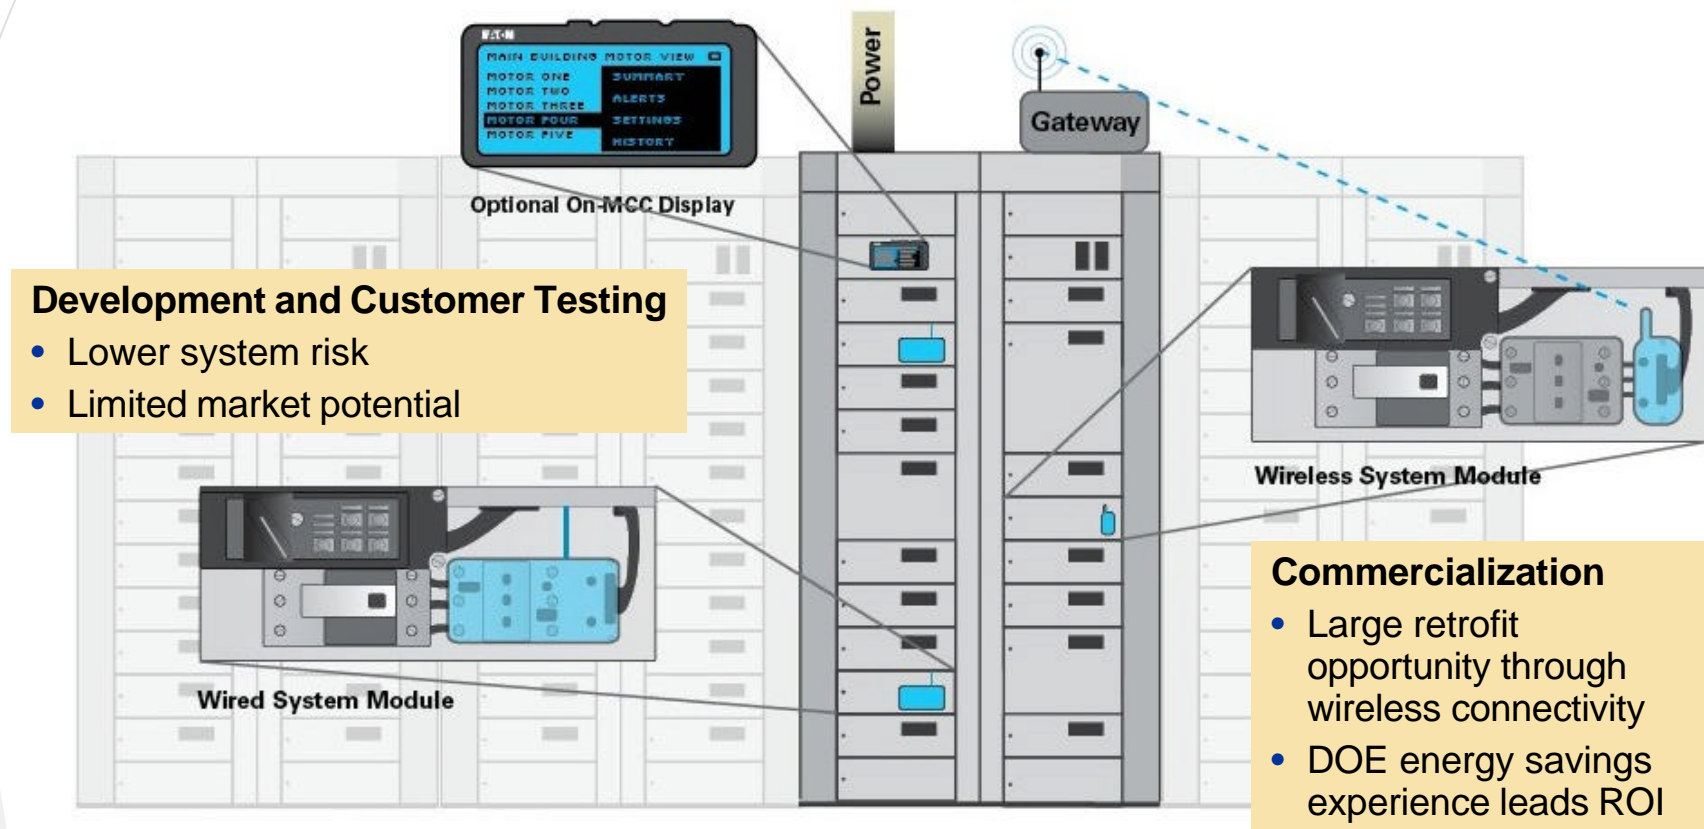 EATON
MAIN BUILDING MOTOR VIEW
MOTOR ONE
MOTOR TWO
MOTOR THREE
MOTOR FOUR
MOTOR FIVE
SUMMARY
ALERTS
SETTINGS
HISTORY
Optional On-MCC Display
Power
Gateway
Development and Customer Testing
• Lower system risk
• Limited market potential
Wireless System Module
Wired System Module
Commercialization
• Large retrofit
opportunity through
wireless connectivity
• DOE energy savings
experience leads ROI